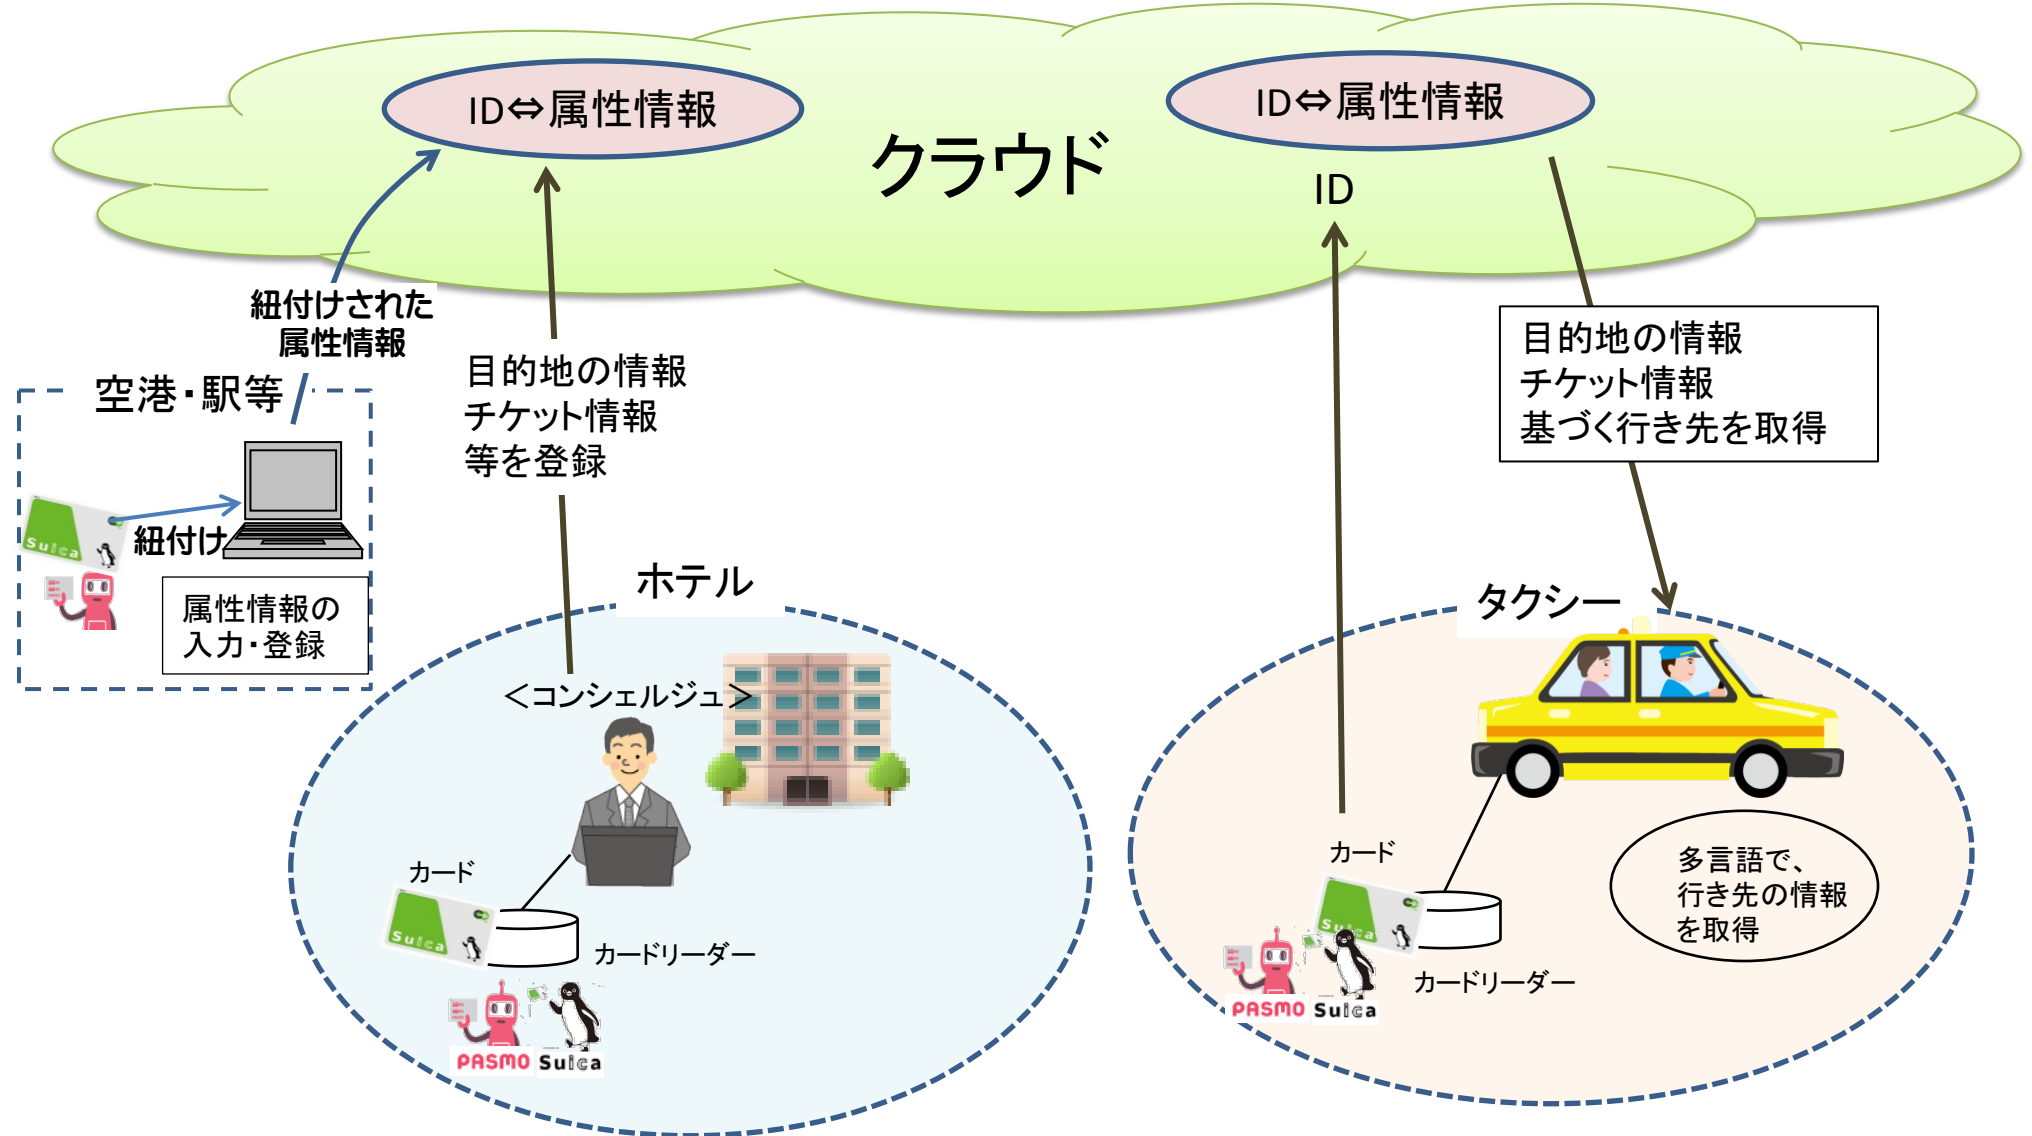 ID⇔属性情報
ID⇔属性情報
クラウド
ID
紐付けされた
属性情報
目的地の情報
チケット情報
等を登録
目的地の情報
チケット情報
基づく行き先を取得
空港・駅等
Suica
紐付け
属性情報の
入力・登録
ホテル
<コンシェルジュ>
カード
Suica
カードリーダー
PASMO
Suica
タクシー
カード
Suica
カードリーダー
PASMO
Suica
多言語で、
行き先の情報
を取得